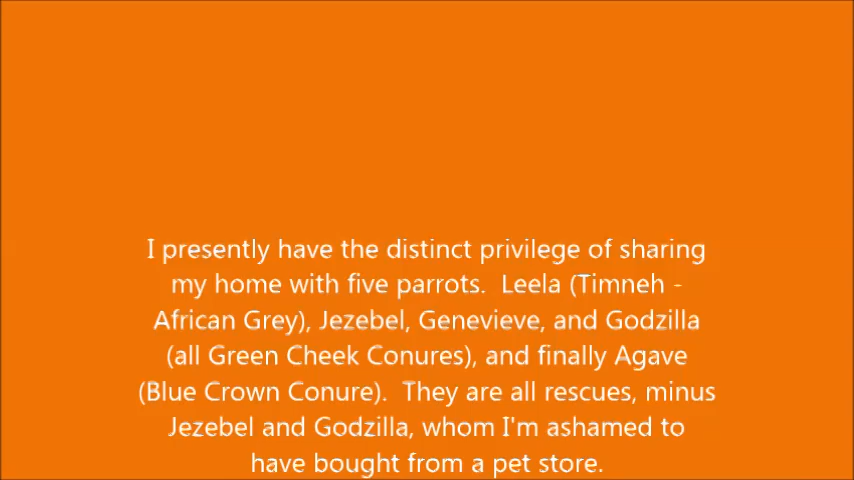 I presently have the distinct privilege of sharing
my home with five parrots.  Leela (Timneh -
African Grey), Jezebel, Genevieve, and Godzilla
(all Green Cheek Conures), and finally Agave
(Blue Crown Conure).  They are all rescues, minus
Jezebel and Godzilla, whom I'm ashamed to
have bought from a pet store.